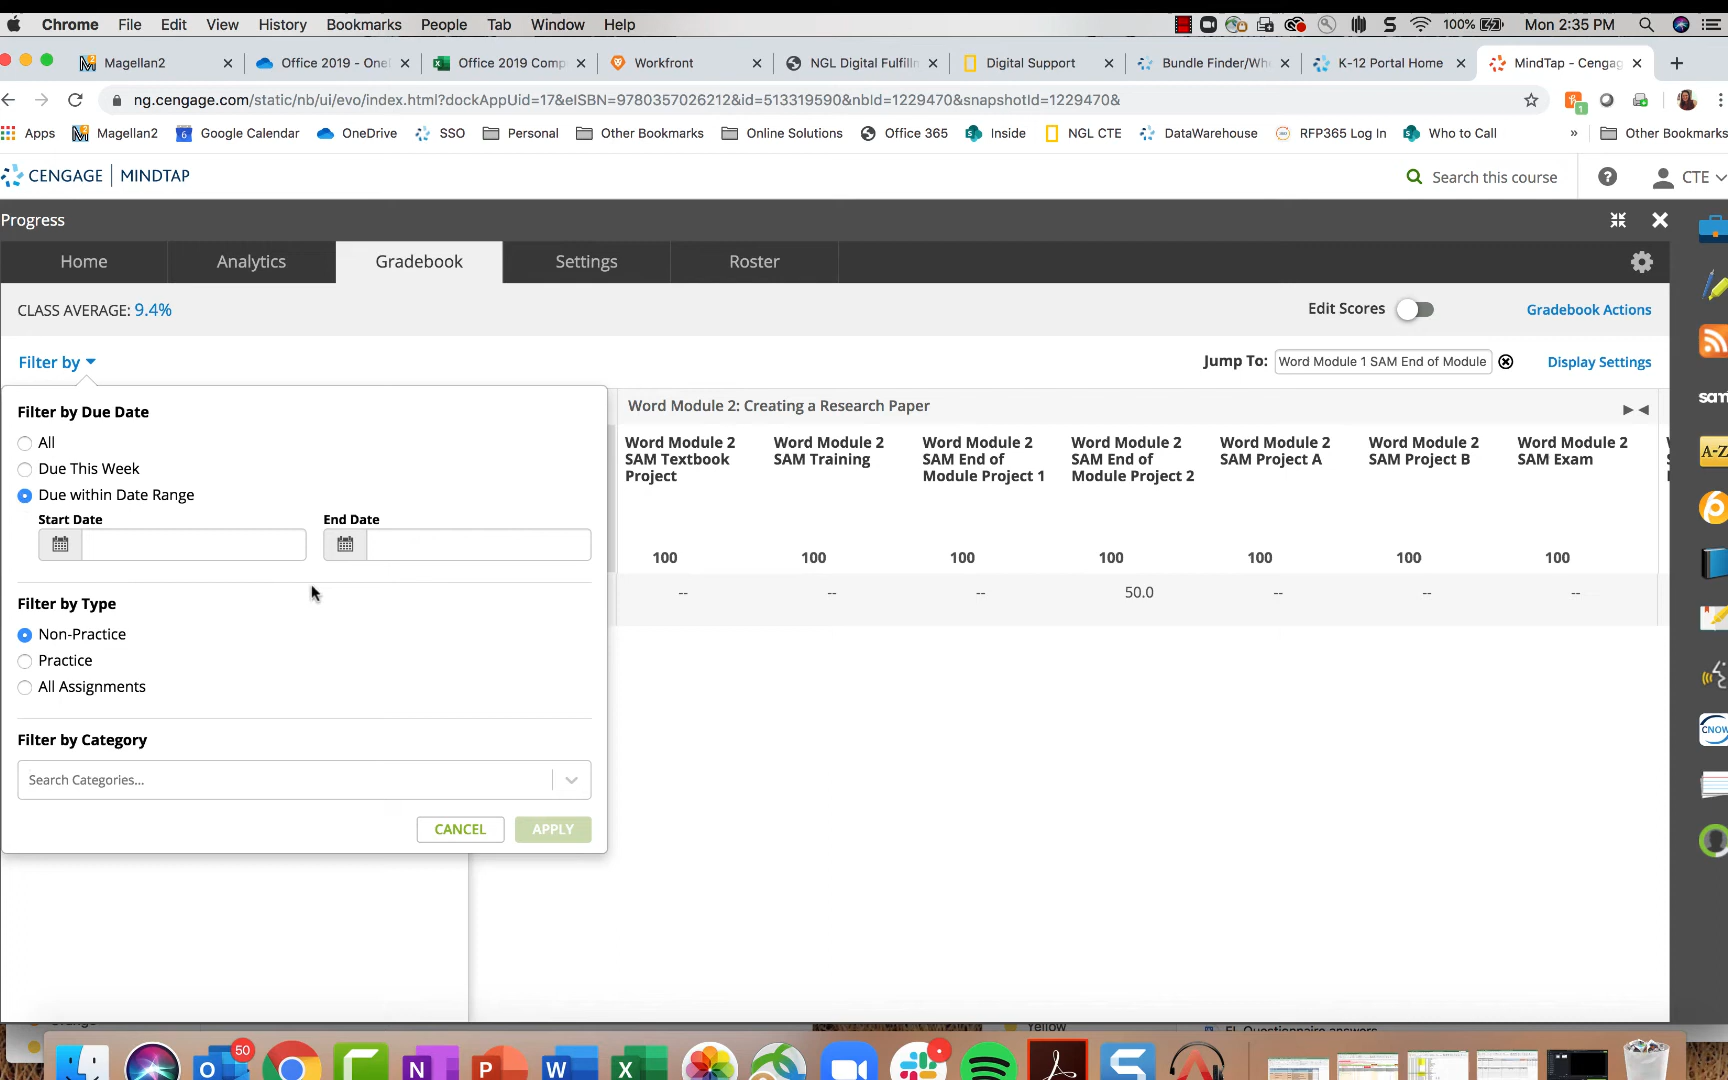 Chrome File Edit View History Bookmarks People Tab Window Help 100% Mon 2:35 PM
Magellan2 Office 2019 - OneI Office 2019 Comp Workfront NGL Digital Fulfilln Digital Support Bundle Finder/Wh K-12 Portal Home MindTap - Cengag
ng.cengage.com/static/nb/ui/evo/index.html?dockAppUid=17&eISBN=9780357026212&id=513319590&nbId=1229470&snapshotId=1229470&
1
Apps Magellan2 Google Calendar OneDrive SSO Personal Other Bookmarks Online Solutions Office 365 Inside NGL CTE DataWarehouse RFP365 Log In Who to Call » Other Bookmarks
CENGAGE MINDTAP
Search this course
CTE
Progress
Home Analytics Gradebook Settings Roster
CLASS AVERAGE: 9.4%
Edit Scores
Gradebook Actions
Filter by
Jump To: Word Module 1 SAM End of Module
Display Settings
Filter by Due Date
All
Due This Week
Due within Date Range
Start Date End Date
Filter by Type
Non-Practice
Practice
All Assignments
Filter by Category
Search Categories...
CANCEL APPLY
Word Module 2: Creating a Research Paper
Word Module 2 SAM Textbook Project
Word Module 2 SAM Training
Word Module 2 SAM End of Module Project 1
Word Module 2 SAM End of Module Project 2
Word Module 2 SAM Project A
Word Module 2 SAM Project B
Word Module 2 SAM Exam
100 100 100 100 100 100 100
-- -- -- 50.0 -- -- --
sam
A-Z
CNOW
Yellow
50